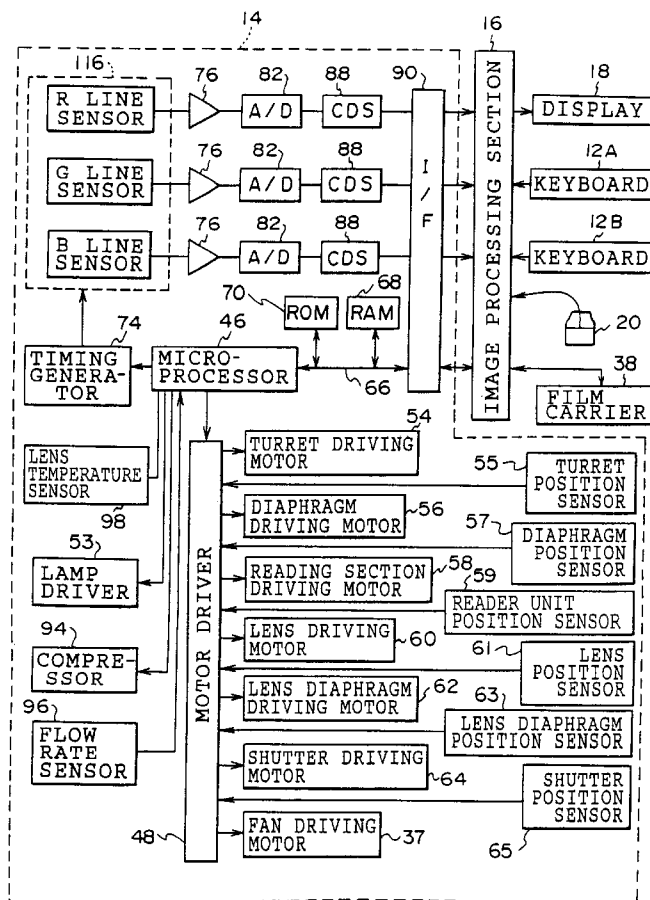 14
16
116
76
82
88
90
18
R LINE
SENSOR
A/D
CDS
DISPLAY
76
82
88
12A
G LINE
SENSOR
A/D
CDS
I/F
IMAGE PROCESSING SECTION
KEYBOARD
76
82
88
12B
B LINE
SENSOR
A/D
CDS
KEYBOARD
70
ROM
68
RAM
20
74
46
TIMING
GENERA-
TOR
MICRO-
PROCESSOR
66
38
FILM
CARRIER
54
TURRET DRIVING
MOTOR
55
TURRET
POSITION
SENSOR
LENS
TEMPERATURE
SENSOR
98
DIAPHRAGM
DRIVING MOTOR
56
57
DIAPHRAGM
POSITION
SENSOR
53
LAMP
DRIVER
58
READING SECTION
DRIVING MOTOR
59
READER UNIT
POSITION SENSOR
MOTOR DRIVER
LENS DRIVING
MOTOR
60
61
LENS
POSITION
SENSOR
94
COMPRE-
SSOR
LENS DIAPHRAGM
DRIVING MOTOR
62
63
LENS DIAPHRAGM
POSITION SENSOR
96
FLOW
RATE
SENSOR
SHUTTER DRIVING
MOTOR
64
SHUTTER
POSITION
SENSOR
65
48
FAN DRIVING
MOTOR
37